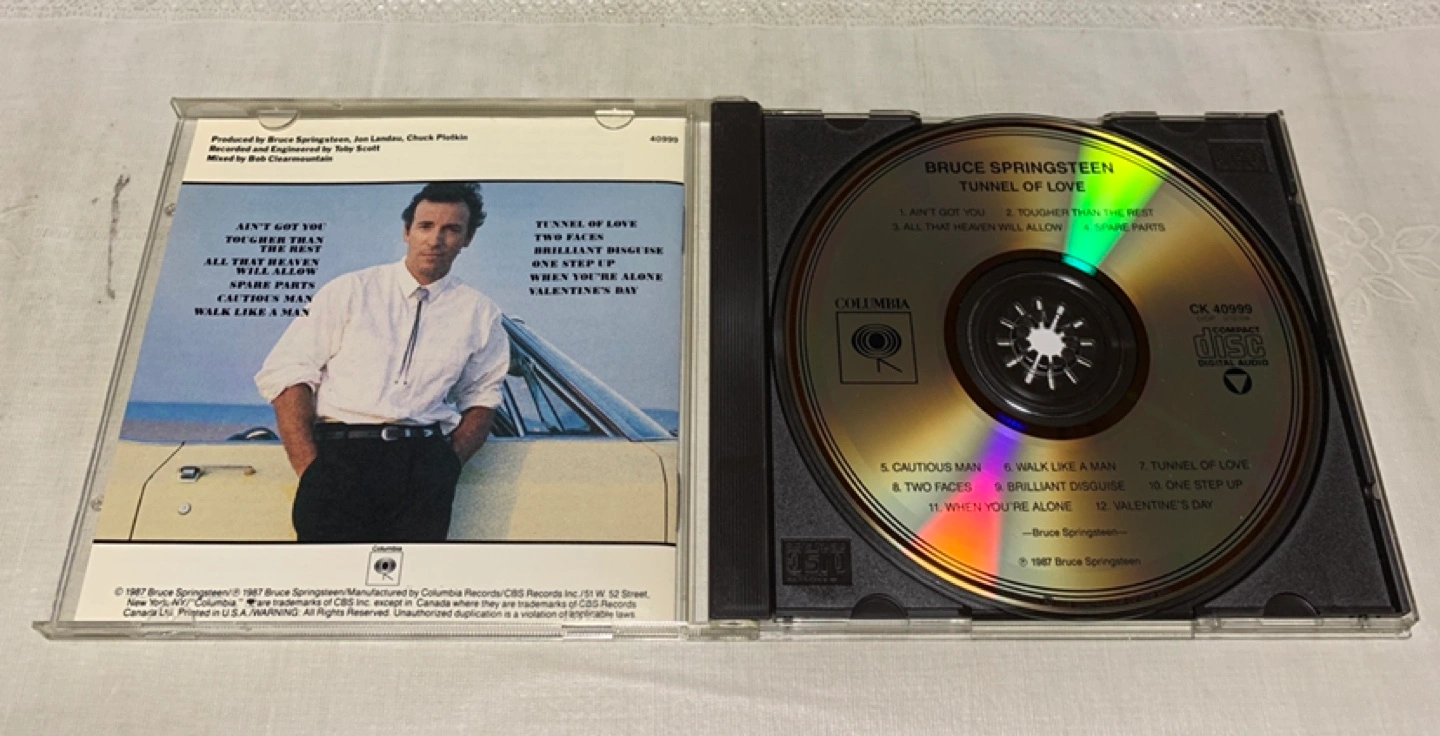 Produced by Bruce Springsteen, Jon Landau, Chuck Plotkin
40999
Recorded and Engineered by Toby Scott
Mixed by Bob Clearmountain
AIN'T GOT YOU
TOUGHER THAN
THE REST
ALL THAT HEAVEN
WILL ALLOW
SPARE PARTS
CAUTIOUS MAN
WALK LIKE A MAN
TUNNEL OF LOVE
TWO FACES
BRILLIANT DISGUISE
ONE STEP UP
WHEN YOU'RE ALONE
VALENTINE'S DAY
Columbia
© 1987 Bruce Springsteen/℗ 1987 Bruce Springsteen/Manufactured by Columbia Records/CBS Records Inc./51 W. 52 Street,
New York, NY/"Columbia," are trademarks of CBS Inc. except in Canada where they are trademarks of CBS Records
Canada Ltd. Printed in U.S.A./WARNING: All Rights Reserved. Unauthorized duplication is a violation of applicable laws
BRUCE SPRINGSTEEN
TUNNEL OF LOVE
1. AIN'T GOT YOU 2. TOUGHER THAN THE REST
3. ALL THAT HEAVEN WILL ALLOW 4. SPARE PARTS
COLUMBIA
CK 40999
COMPACT
disc
DIGITAL AUDIO
5. CAUTIOUS MAN 6. WALK LIKE A MAN 7. TUNNEL OF LOVE
8. TWO FACES 9. BRILLIANT DISGUISE 10. ONE STEP UP
11. WHEN YOU'RE ALONE 12. VALENTINE'S DAY
—Bruce Springsteen—
℗ 1987 Bruce Springsteen